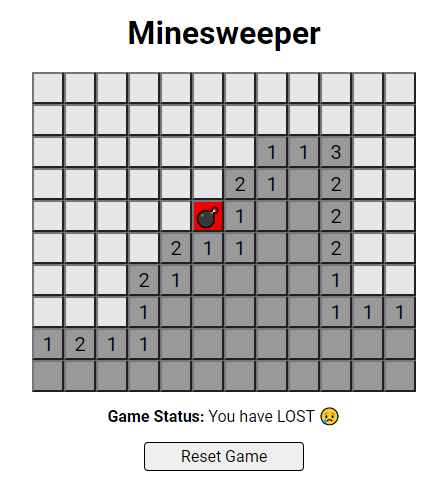 Minesweeper
1 1 3
2 1 2
1 2
2 1 1 2
2 1 1
1 1 1 1
1 2 1 1
Game Status: You have LOST 😥
Reset Game